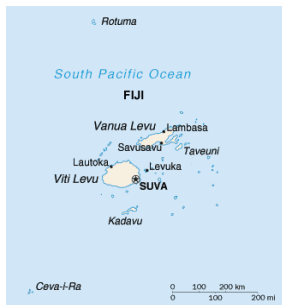 Rotuma
South Pacific Ocean
FIJI
Vanua Levu
Lambasa
Savusavu
Taveuni
Lautoka
Levuka
Viti Levu
SUVA
Kadavu
Ceva-i-Ra
0 100 200 km
0 100 200 mi